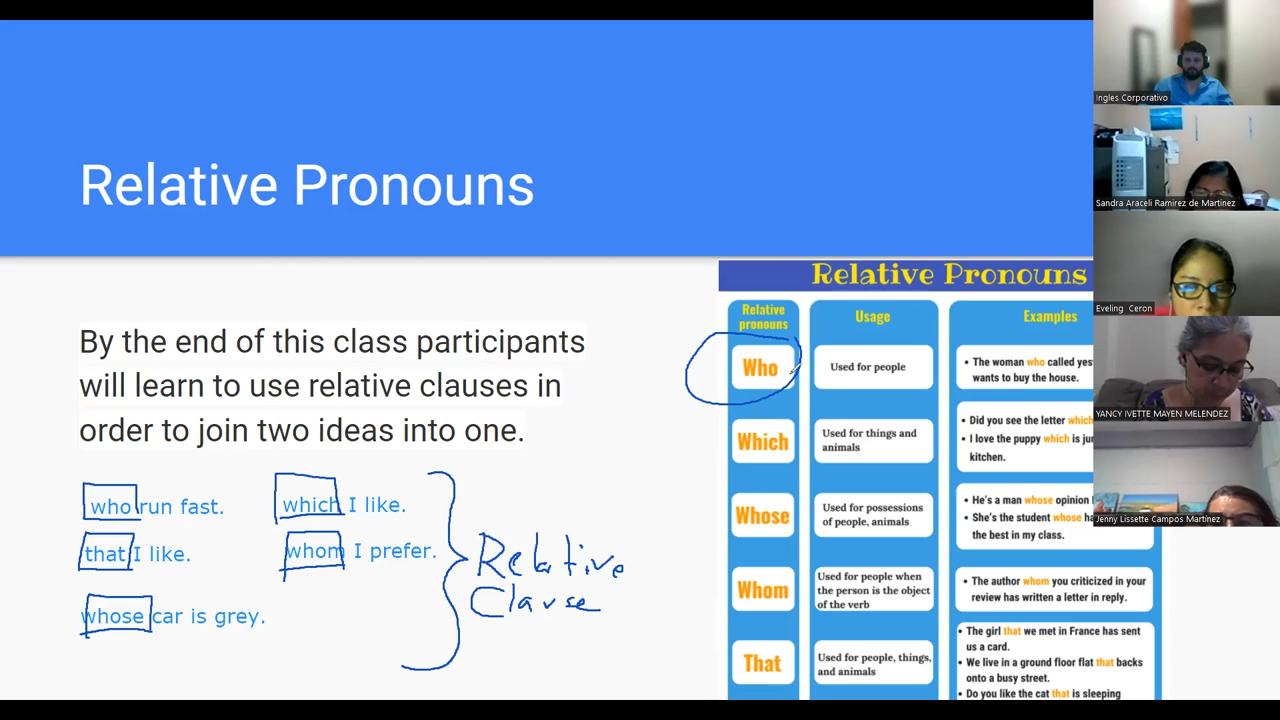 Relative Pronouns
By the end of this class participants
will learn to use relative clauses in
order to join two ideas into one.
who run fast.
which I like.
that I like.
whom I prefer.
whose car is grey.
Relative
Clause
Relative Pronouns
Relative
pronouns
Usage
Examples
Who
Used for people
• The woman who called yes
wants to buy the house.
Which
Used for things and
animals
• Did you see the letter which
• I love the puppy which is ju
kitchen.
Whose
Used for possessions
of people, animals
• He's a man whose opinion
• She's the student whose ha
the best in my class.
Whom
Used for people when
the person is the object
of the verb
• The author whom you criticized in your
review has written a letter in reply.
That
Used for people, things,
and animals
• The girl that we met in France has sent
us a card.
• We live in a ground floor flat that backs
onto a busy street.
• Do you like the cat that is sleeping
Ingles Corporativo
Sandra Araceli Ramirez de Martinez
Eveling Ceron
YANCY IVETTE MAYEN MELENDEZ
Jenny Lissette Campos Martínez